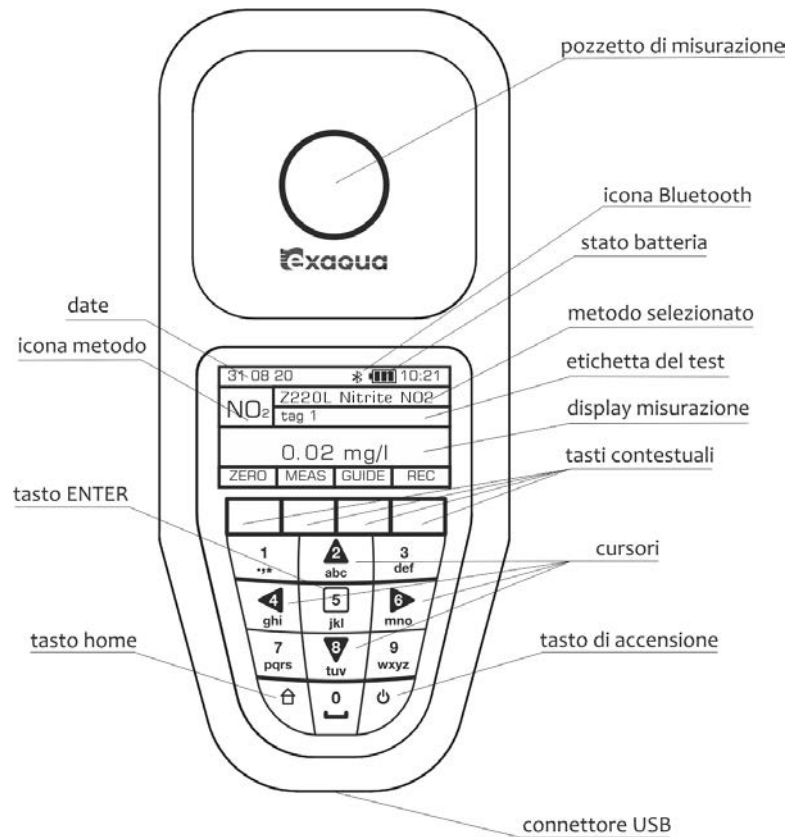 pozzetto di misurazione
icona Bluetooth
exaqua
stato batteria
date
metodo selezionato
icona metodo
etichetta del test
31 08 20 10:21
NO2
Z220L Nitrite NO2
tag 1
display misurazione
0.02 mg/l
ZERO MEAS GUIDE REC
tasti contestuali
tasto ENTER
1 2 3
.,* abc def
cursori
4 5 6
ghi jkl mno
tasto home
tasto di accensione
7 8 9
pqrs tuv wxyz
0
connettore USB